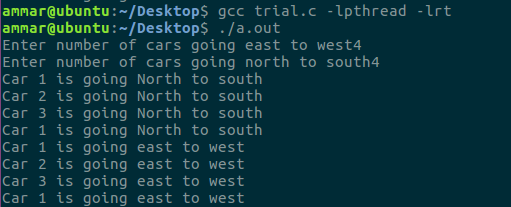 ammar@ubuntu:~/Desktop$ gcc trial.c -lpthread -lrt
ammar@ubuntu:~/Desktop$ ./a.out
Enter number of cars going east to west4
Enter number of cars going north to south4
Car 1 is going North to south
Car 2 is going North to south
Car 3 is going North to south
Car 1 is going North to south
Car 1 is going east to west
Car 2 is going east to west
Car 3 is going east to west
Car 1 is going east to west